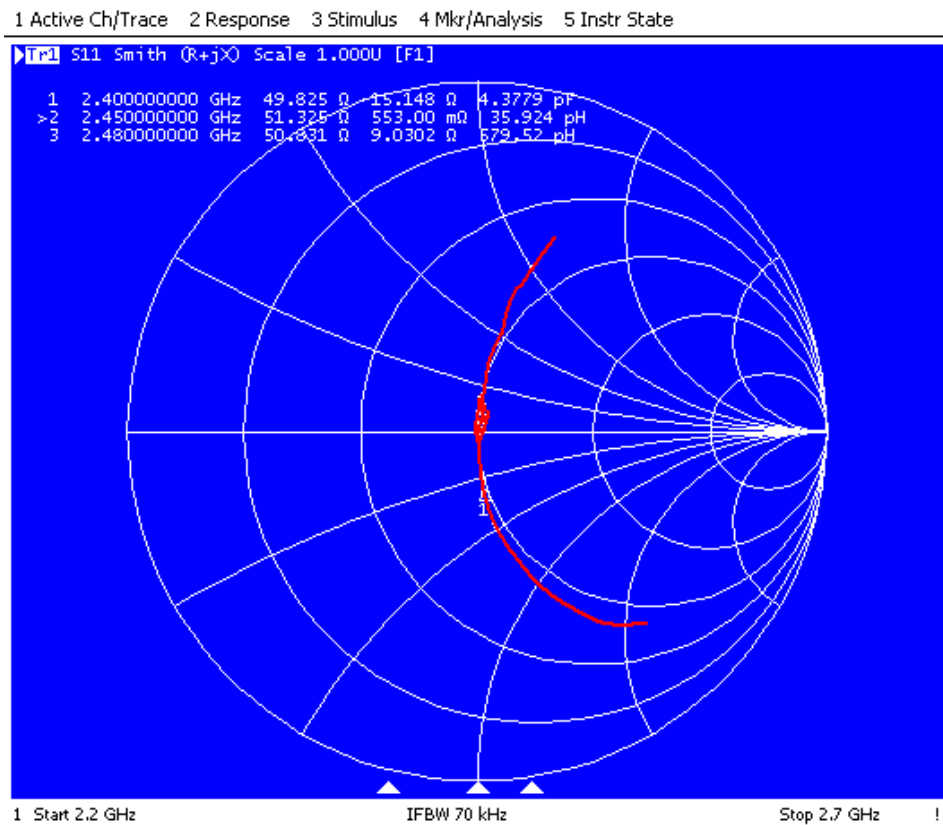 1 Active Ch/Trace 2 Response 3 Stimulus 4 Mkr/Analysis 5 Instr State
Tr1 S11 Smith (R+jX) Scale 1.000U [F1]
1 2.400000000 GHz 49.825 Ω -15.148 Ω 4.3779 pF
>2 2.450000000 GHz 51.325 Ω 553.00 mΩ 35.924 pH
3 2.480000000 GHz 50.831 Ω 9.0302 Ω 579.52 pH
1
1 Start 2.2 GHz IFBW 70 kHz Stop 2.7 GHz !